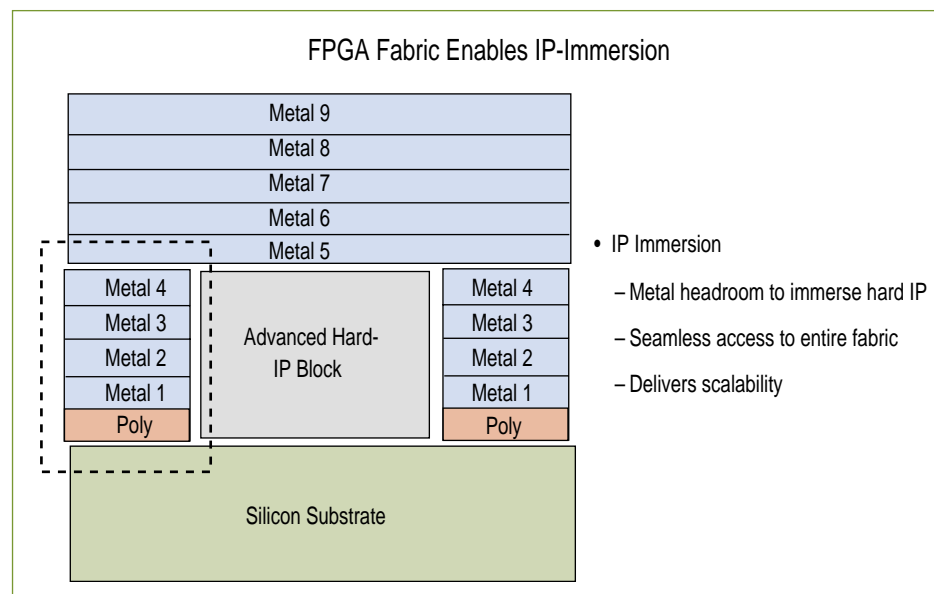 FPGA Fabric Enables IP-Immersion
Metal 9
Metal 8
Metal 7
Metal 6
Metal 5
Metal 4
Metal 3
Metal 2
Metal 1
Poly
Advanced Hard-
IP Block
Metal 4
Metal 3
Metal 2
Metal 1
Poly
Silicon Substrate
• IP Immersion
– Metal headroom to immerse hard IP
– Seamless access to entire fabric
– Delivers scalability